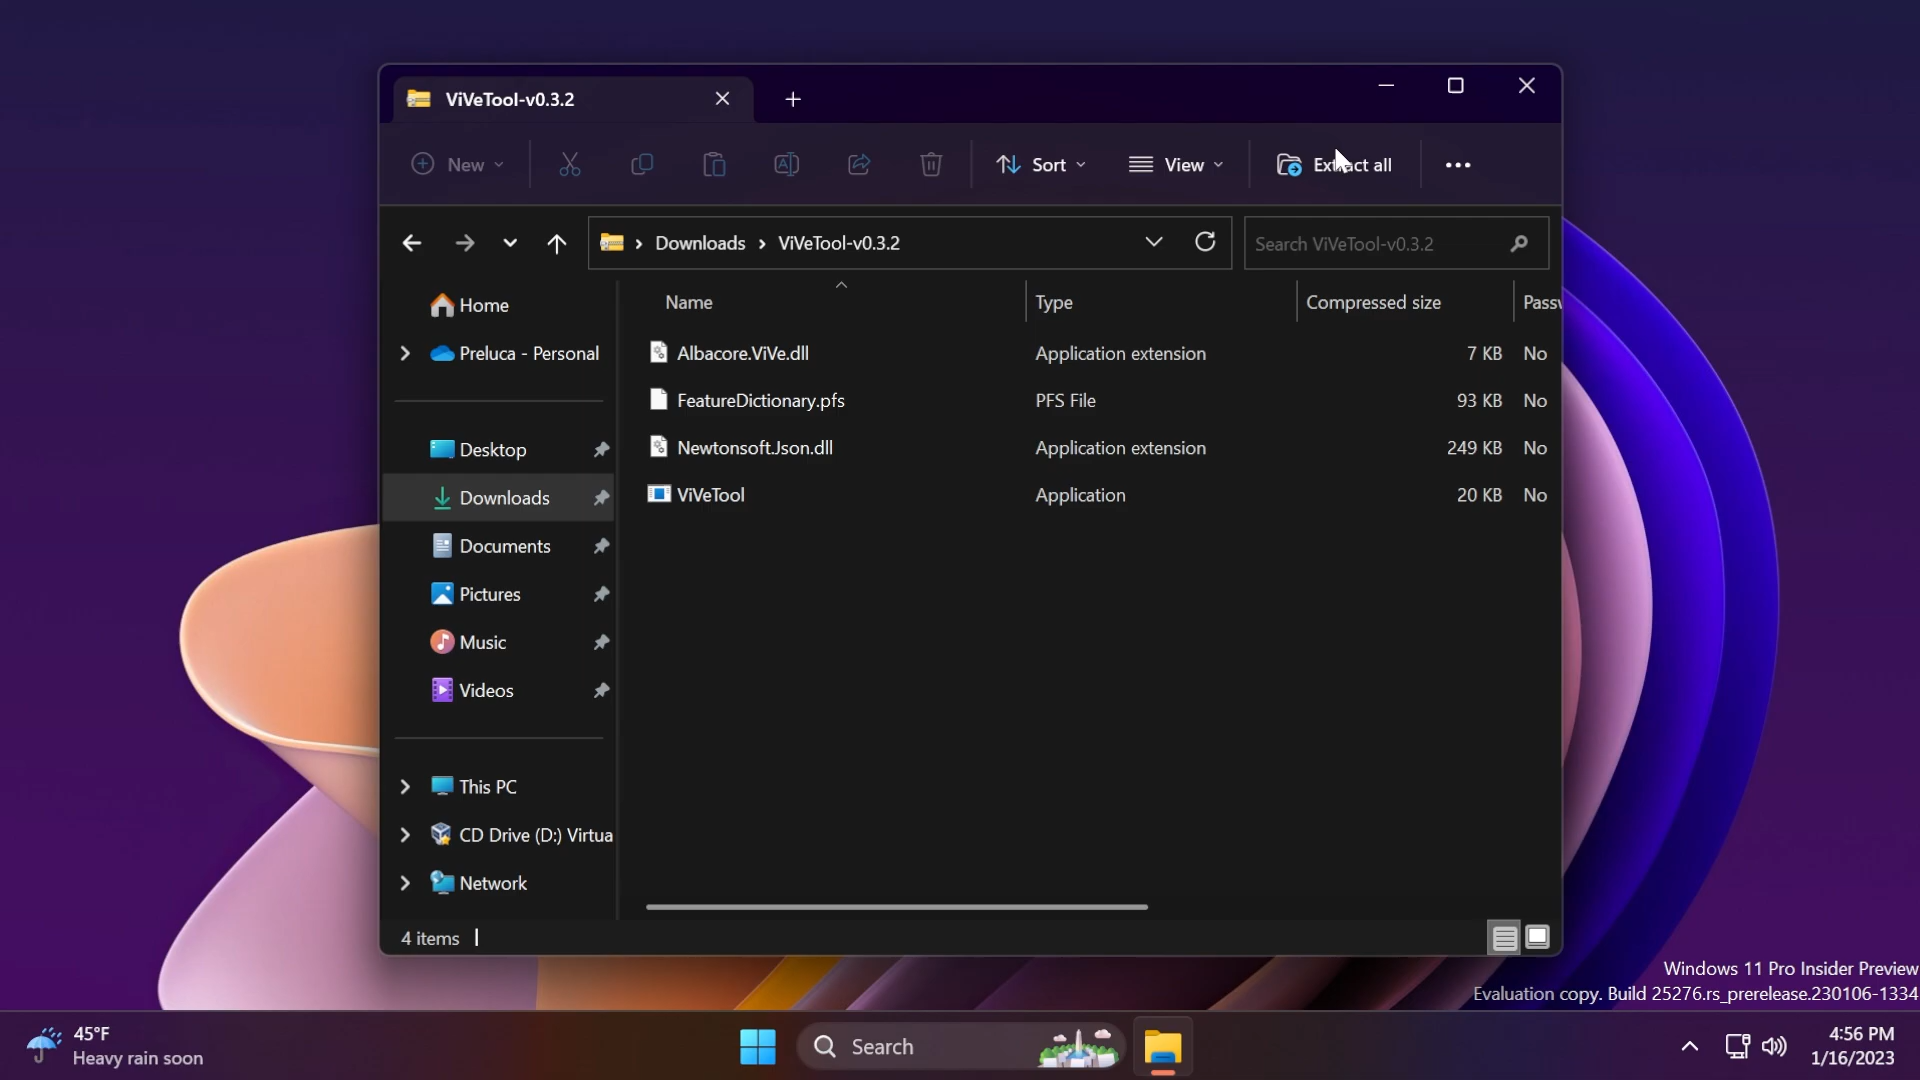 ViVeTool-v0.3.2
New
Sort
View
Extract all
Downloads
ViVeTool-v0.3.2
Search ViVeTool-v0.3.2
Home
Preluca - Personal
Desktop
Downloads
Documents
Pictures
Music
Videos
This PC
CD Drive (D:) Virtua
Network
Name Type Compressed size Passw
Albacore.ViVe.dll Application extension 7 KB No
FeatureDictionary.pfs PFS File 93 KB No
Newtonsoft.Json.dll Application extension 249 KB No
ViVeTool Application 20 KB No
4 items
Windows 11 Pro Insider Preview
Evaluation copy. Build 25276.rs_prerelease.230106-1334
45°F
Heavy rain soon
Search
4:56 PM
1/16/2023